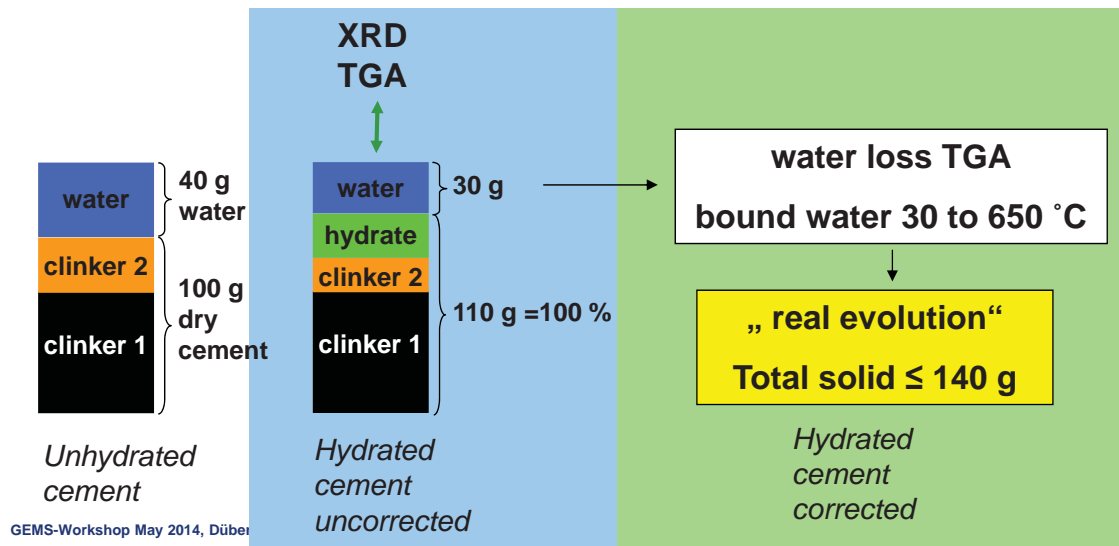 XRD
TGA
water
clinker 2
clinker 1
40 g
water
100 g
dry
cement
Unhydrated
cement
water
hydrate
clinker 2
clinker 1
30 g
110 g =100 %
Hydrated
cement
uncorrected
water loss TGA
bound water 30 to 650 ˚C
„ real evolution“
Total solid ≤ 140 g
Hydrated
cement
corrected
GEMS-Workshop May 2014, Düben